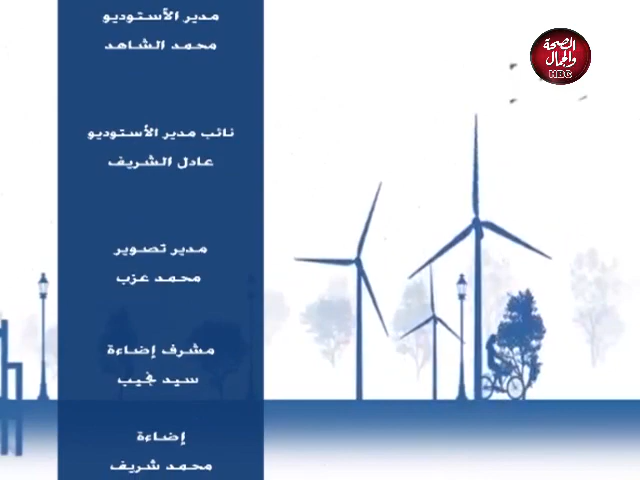 مدير الأستوديو
محمد الشاهد
نائب مدير الأستوديو
عادل الشريف
مدير تصوير
محمد عزب
مشرف إضاءة
سيد نجيب
إضاءة
محمد شريف
الصحة
والجمال
HBC